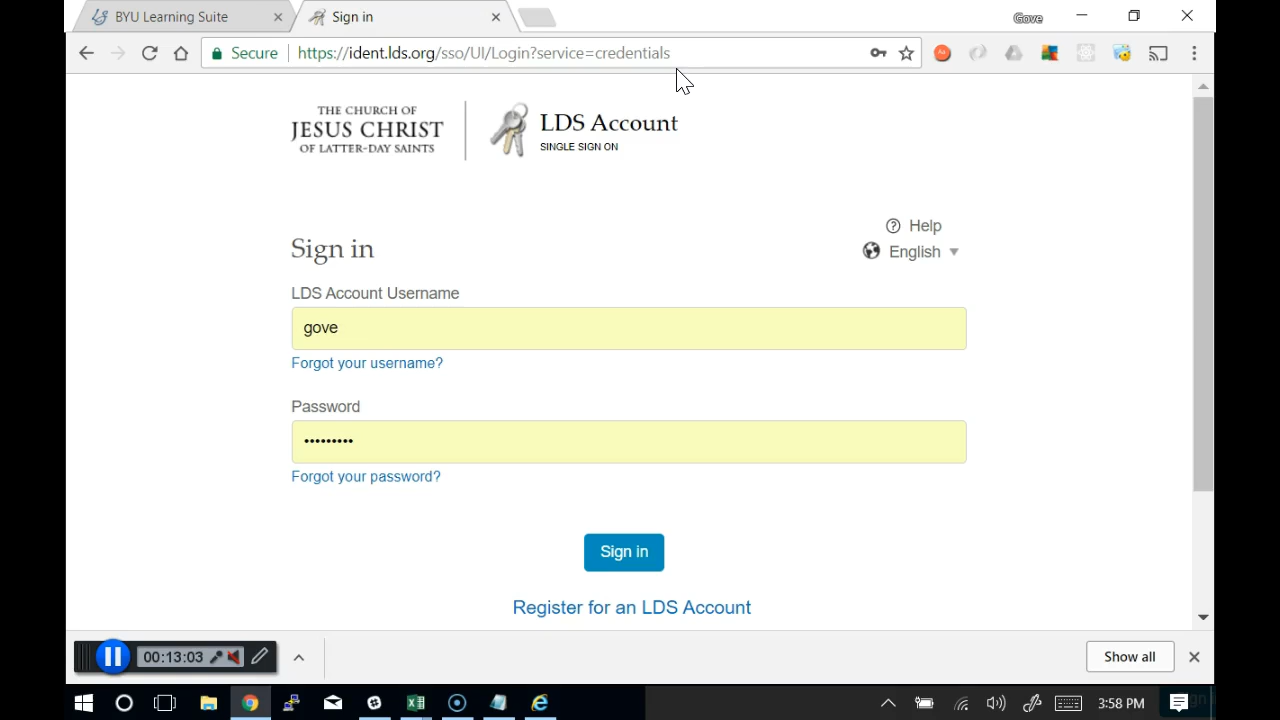 BYU Learning Suite
Sign in
Gove
Secure https://ident.lds.org/sso/UI/Login?service=credentials
THE CHURCH OF
JESUS CHRIST
OF LATTER-DAY SAINTS
LDS Account
SINGLE SIGN ON
Help
Sign in
English
LDS Account Username
gove
Forgot your username?
Password
•••••••••
Forgot your password?
Sign in
Register for an LDS Account
00:13:03
Show all
3:58 PM